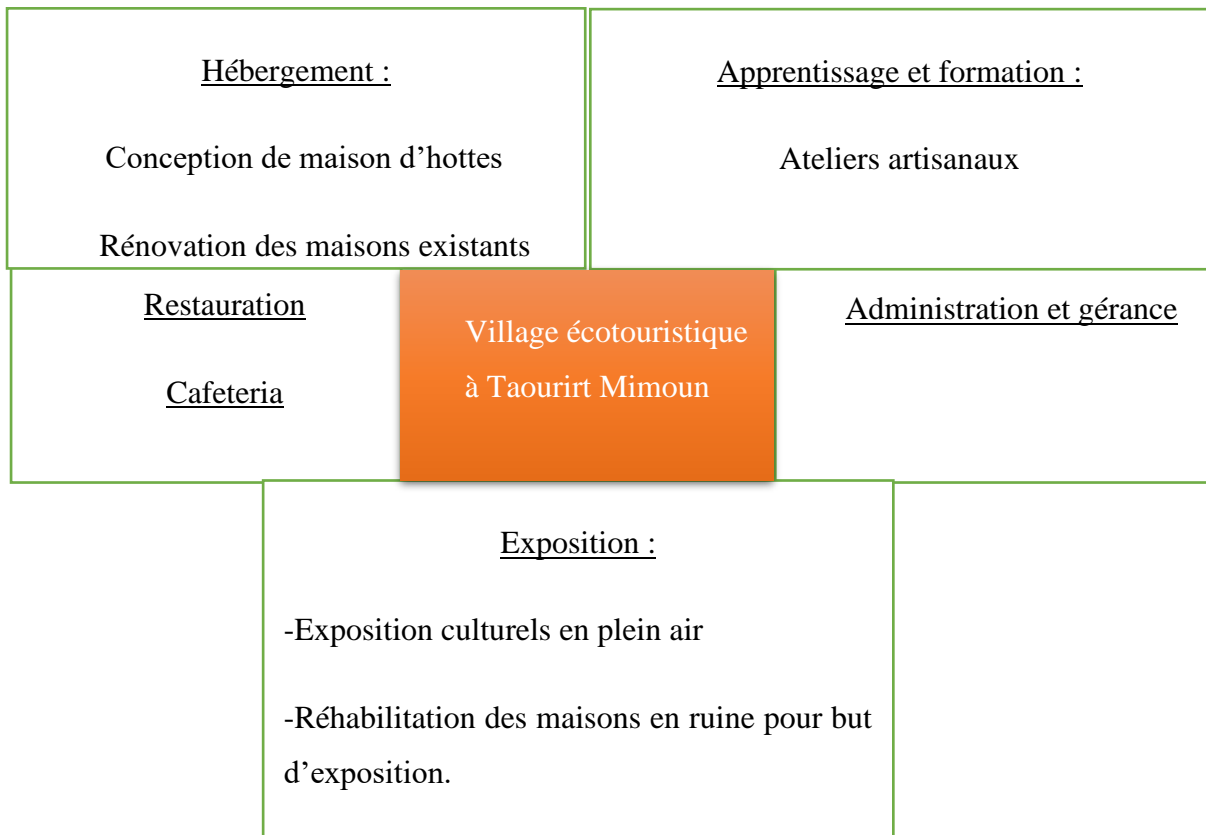 Hébergement :
Conception de maison d’hottes
Rénovation des maisons existants
Apprentissage et formation :
Ateliers artisanaux
Restauration
Cafeteria
Village écotouristique
à Taourirt Mimoun
Administration et gérance
Exposition :
-Exposition culturels en plein air
-Réhabilitation des maisons en ruine pour but
d’exposition.